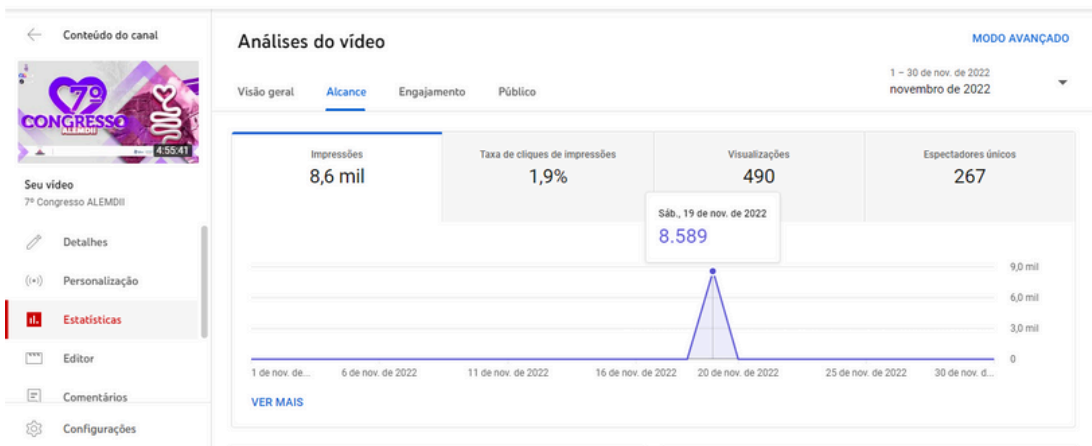 Conteúdo do canal
7º
CONGRESSO
ALEMDII
4:55:41
Seu vídeo
7º Congresso ALEMDII
Detalhes
Personalização
Estatísticas
Editor
Comentários
Configurações
Análises do vídeo
MODO AVANÇADO
Visão geral
Alcance
Engajamento
Público
1 – 30 de nov. de 2022
novembro de 2022
Impressões
8,6 mil
Taxa de cliques de impressões
1,9%
Visualizações
490
Espectadores únicos
267
Sáb., 19 de nov. de 2022
8.589
9,0 mil
6,0 mil
3,0 mil
0
1 de nov. de...
6 de nov. de 2022
11 de nov. de 2022
16 de nov. de 2022
20 de nov. de 2022
25 de nov. de 2022
30 de nov. d...
VER MAIS